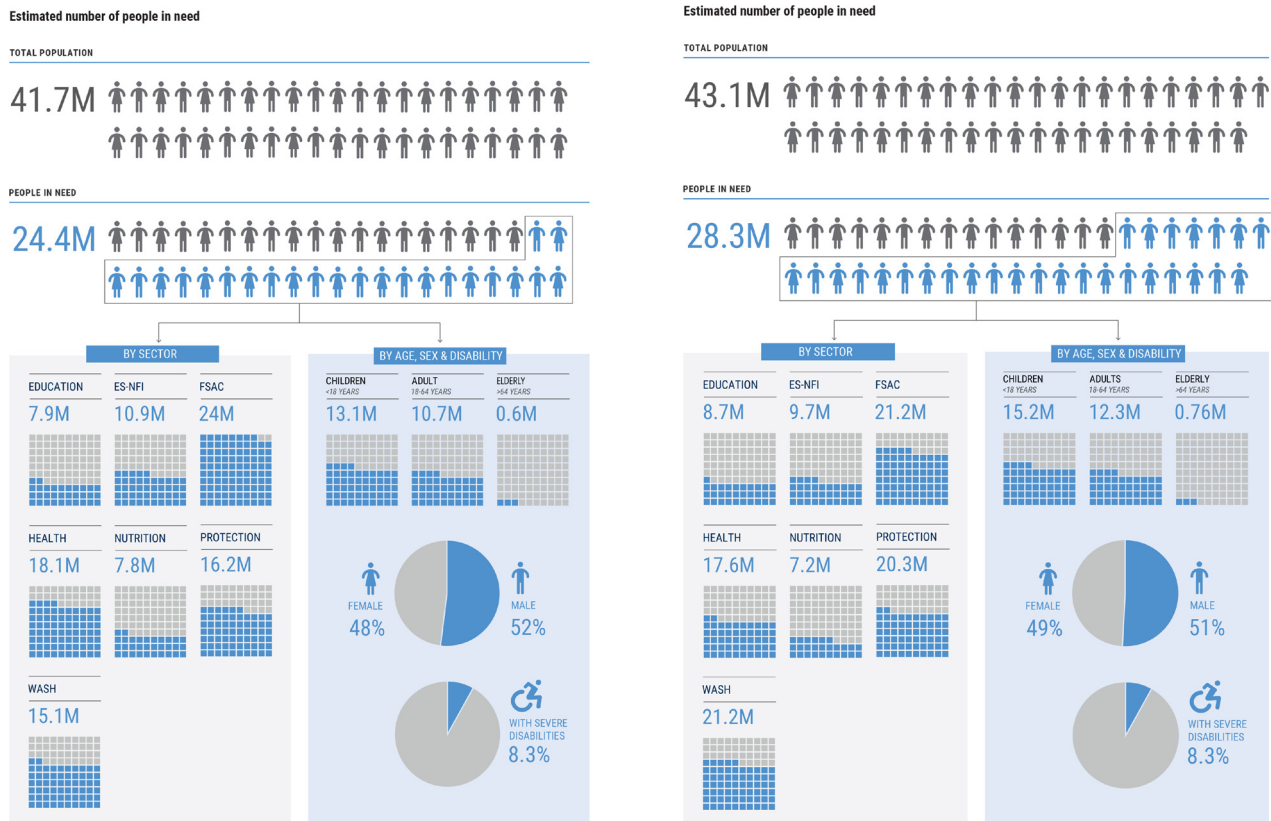 Estimated number of people in need
TOTAL POPULATION
41.7M
PEOPLE IN NEED
24.4M
BY SECTOR
EDUCATION
7.9M
ES-NFI
10.9M
FSAC
24M
HEALTH
18.1M
NUTRITION
7.8M
PROTECTION
16.2M
WASH
15.1M
BY AGE, SEX & DISABILITY
CHILDREN
<18 YEARS
13.1M
ADULT
18-64 YEARS
10.7M
ELDERLY
>64 YEARS
0.6M
FEMALE
48%
MALE
52%
WITH SEVERE
DISABILITIES
8.3%
Estimated number of people in need
TOTAL POPULATION
43.1M
PEOPLE IN NEED
28.3M
BY SECTOR
EDUCATION
8.7M
ES-NFI
9.7M
FSAC
21.2M
HEALTH
17.6M
NUTRITION
7.2M
PROTECTION
20.3M
WASH
21.2M
BY AGE, SEX & DISABILITY
CHILDREN
<18 YEARS
15.2M
ADULTS
18-64 YEARS
12.3M
ELDERLY
>64 YEARS
0.76M
FEMALE
49%
MALE
51%
WITH SEVERE
DISABILITIES
8.3%